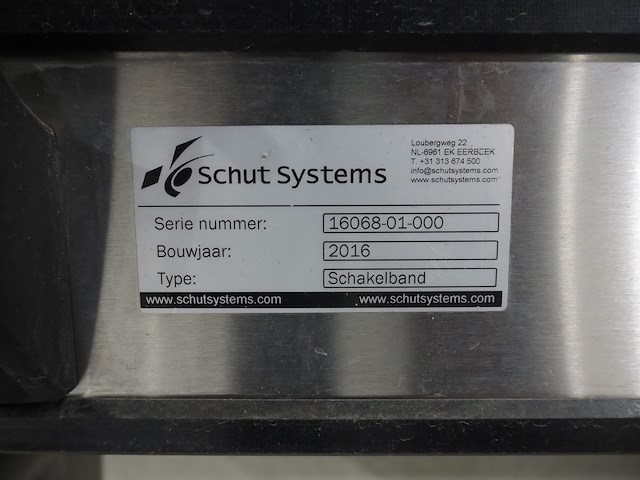 Schut Systems
Loubergweg 22
NL-6961 EK EERBEEK
T. +31 313 674 500
info@schutsystems.com
www.schutsystems.com
Serie nummer: 16068-01-000
Bouwjaar: 2016
Type: Schakelband
www.schutsystems.com www.schutsystems.com